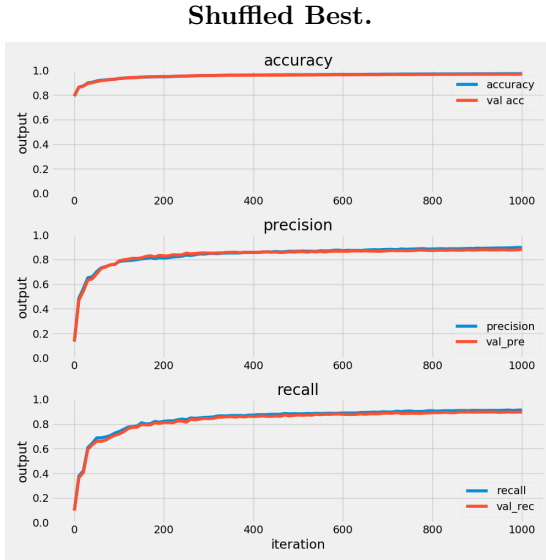 Shuffled Best.
accuracy
1.0
0.8
0.6
0.4
0.2
0.0
output
accuracy
val acc
0 200 400 600 800 1000
precision
1.0
0.8
0.6
0.4
0.2
0.0
output
precision
val_pre
0 200 400 600 800 1000
recall
1.0
0.8
0.6
0.4
0.2
0.0
output
recall
val_rec
0 200 400 600 800 1000
iteration